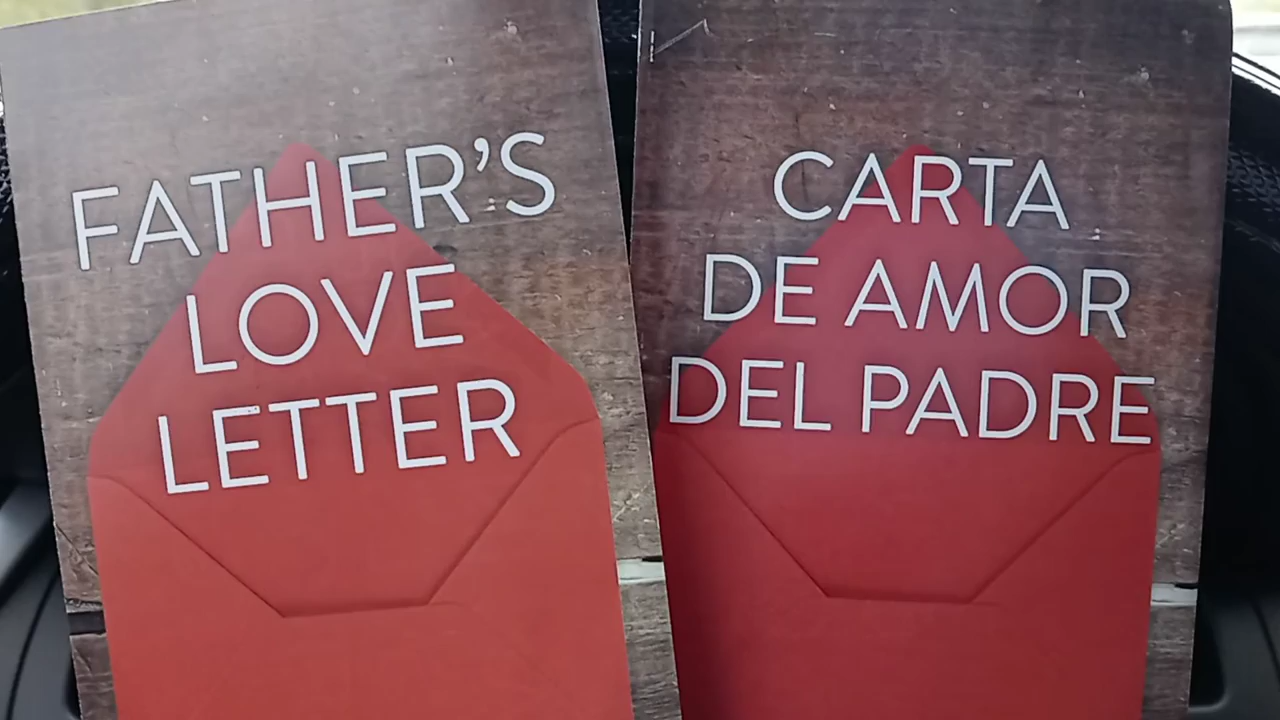 FATHER'S
LOVE
LETTER
CARTA
DE AMOR
DEL PADRE